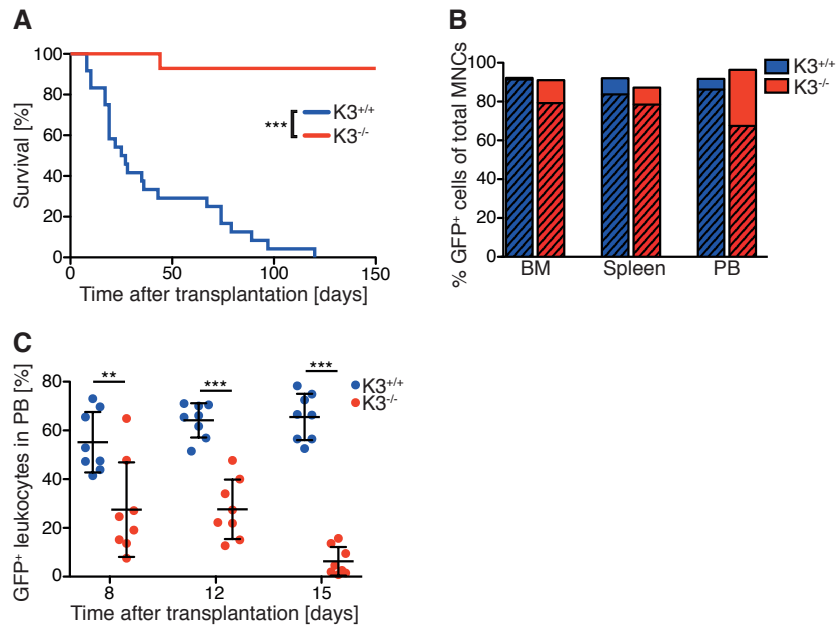 A
Survival [%]
100
80
60
40
20
0
0
50
100
150
Time after transplantation [days]
***
K3+/+
K3-/-
B
% GFP+ cells of total MNCs
100
80
60
40
20
0
BM
Spleen
PB
K3+/+
K3-/-
C
GFP+ leukocytes in PB [%]
80
60
40
20
0
**
***
***
8
12
15
Time after transplantation [days]
K3+/+
K3-/-